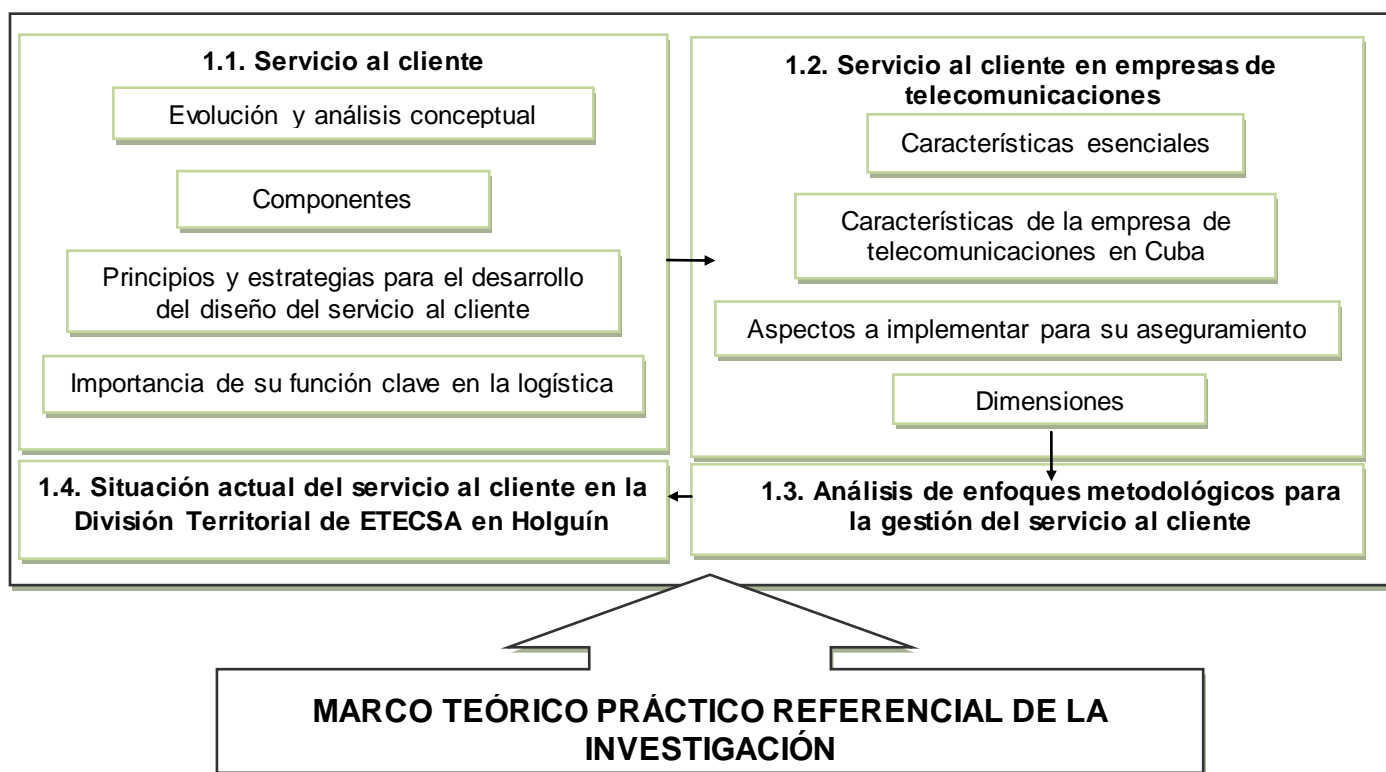 1.1. Servicio al cliente
Evolución y análisis conceptual
Componentes
Principios y estrategias para el desarrollo
del diseño del servicio al cliente
Importancia de su función clave en la logística
1.2. Servicio al cliente en empresas de
telecomunicaciones
Características esenciales
Características de la empresa de
telecomunicaciones en Cuba
Aspectos a implementar para su aseguramiento
Dimensiones
1.3. Análisis de enfoques metodológicos para
la gestión del servicio al cliente
1.4. Situación actual del servicio al cliente en la
División Territorial de ETECSA en Holguín
MARCO TEÓRICO PRÁCTICO REFERENCIAL DE LA
INVESTIGACIÓN